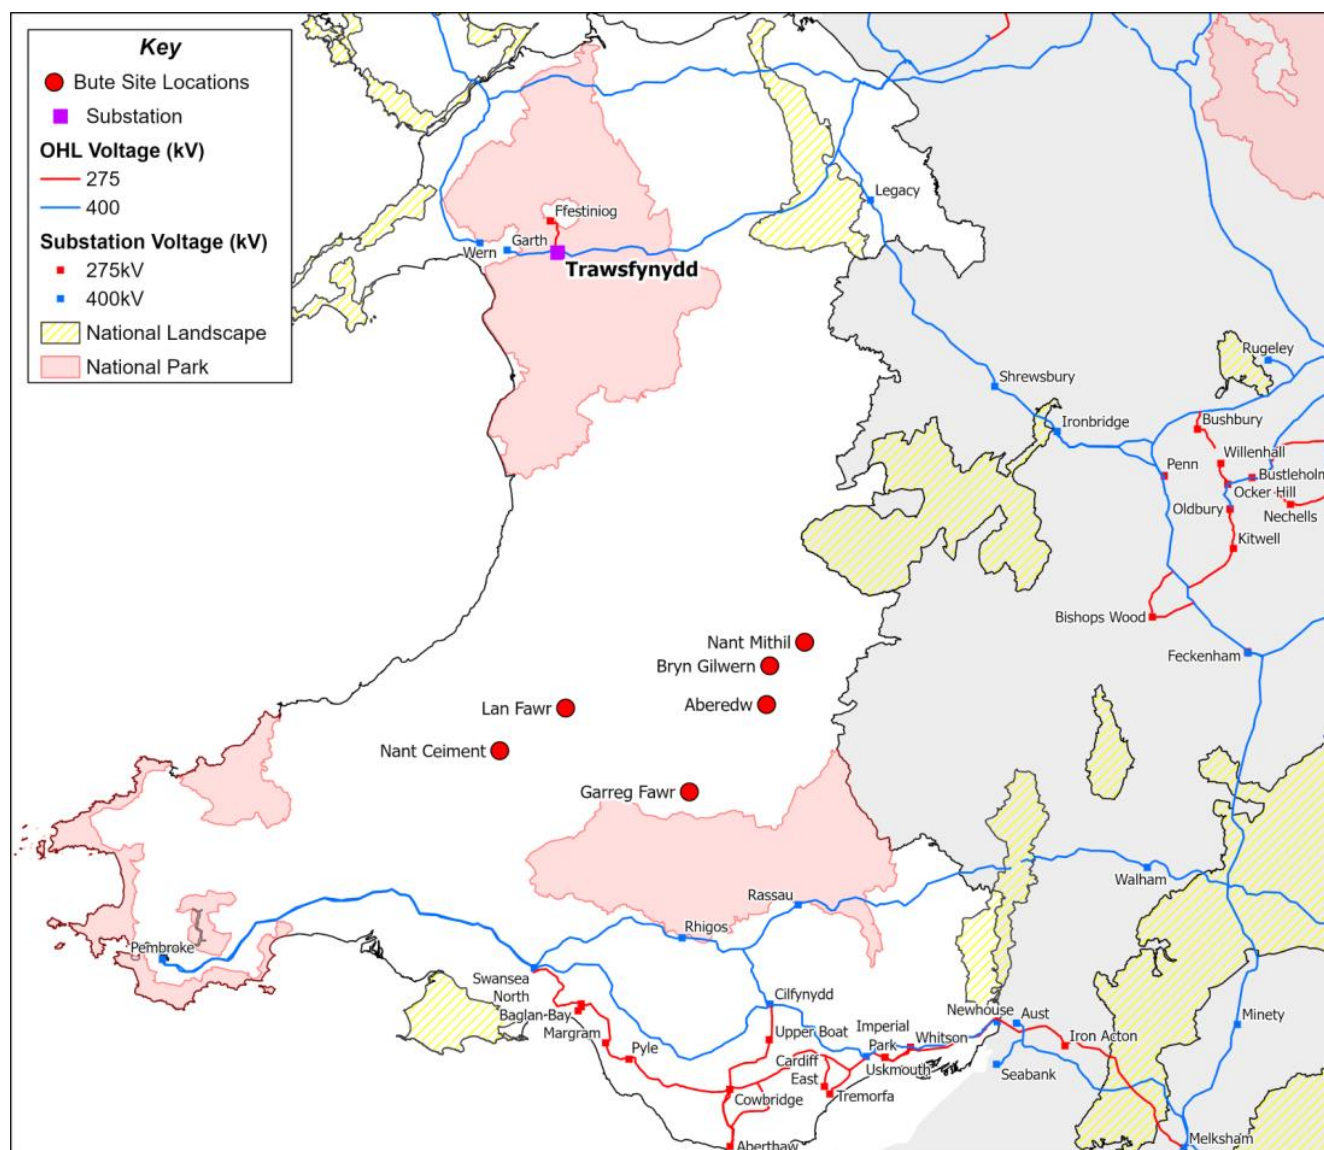 Key
Bute Site Locations
Substation
OHL Voltage (kV)
275
400
Substation Voltage (kV)
275kV
400kV
National Landscape
National Park
Legacy
Ffestiniog
Garth
Wern
Trawsfynydd
Rugeley
Shrewsbury
Ironbridge
Bushbury
Willenhall
Penn
Bustleholm
Ocker Hill
Oldbury
Nechells
Kitwell
Bishops Wood
Feckenham
Nant Mithil
Bryn Gilwern
Lan Fawr
Aberedw
Nant Ceiment
Garreg Fawr
Walham
Rassau
Rhigos
Pembroke
Swansea
North
Baglan-Bay
Margram
Pyle
Cilfynydd
Upper Boat
Imperial
Park
Whitson
Newhouse
Aust
Iron Acton
Minety
Uskmouth
Seabank
Cardiff
East
Tremorfa
Cowbridge
Aberthaw
Melksham